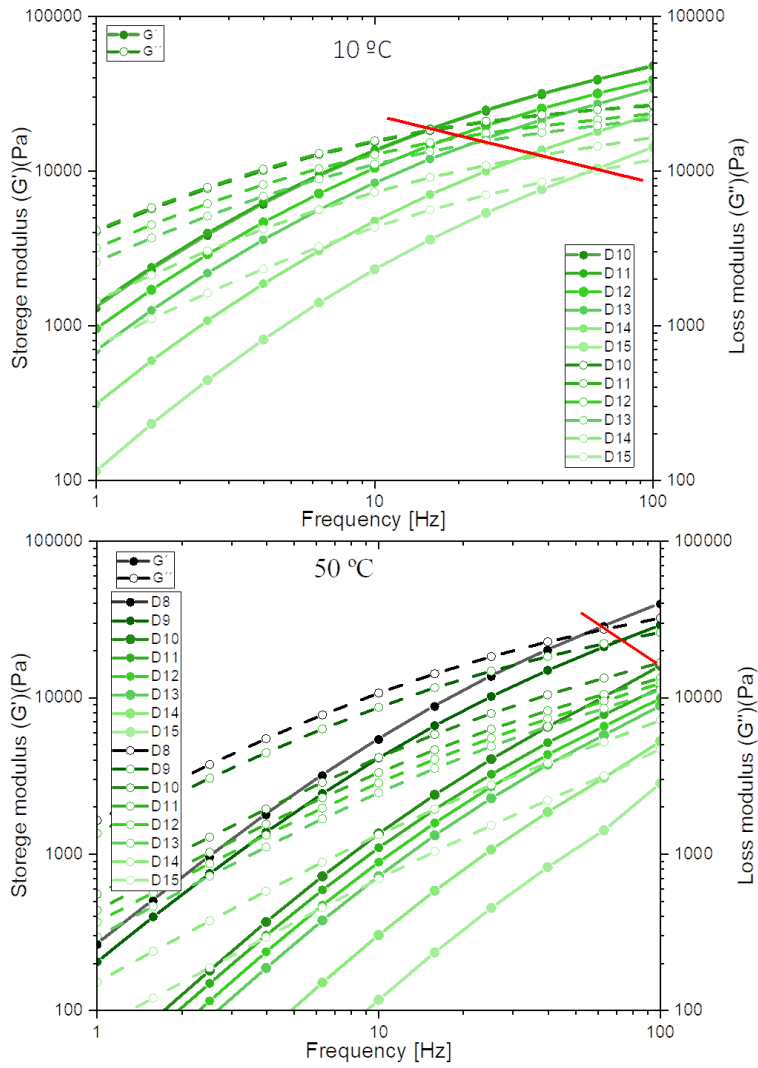 100000
10000
1000
100
Storege modulus (G')(Pa)
G´
G´´
10 ºC
100000
10000
1000
100
Loss modulus (G")(Pa)
D10
D11
D12
D13
D14
D15
D10
D11
D12
D13
D14
D15
1
10
100
Frequency [Hz]
100000
10000
1000
100
Storege modulus (G')(Pa)
G´
G´´
50 ºC
D8
D9
D10
D11
D12
D13
D14
D15
D8
D9
D10
D11
D12
D13
D14
D15
100000
10000
1000
100
Loss modulus (G")(Pa)
1
10
100
Frequency [Hz]